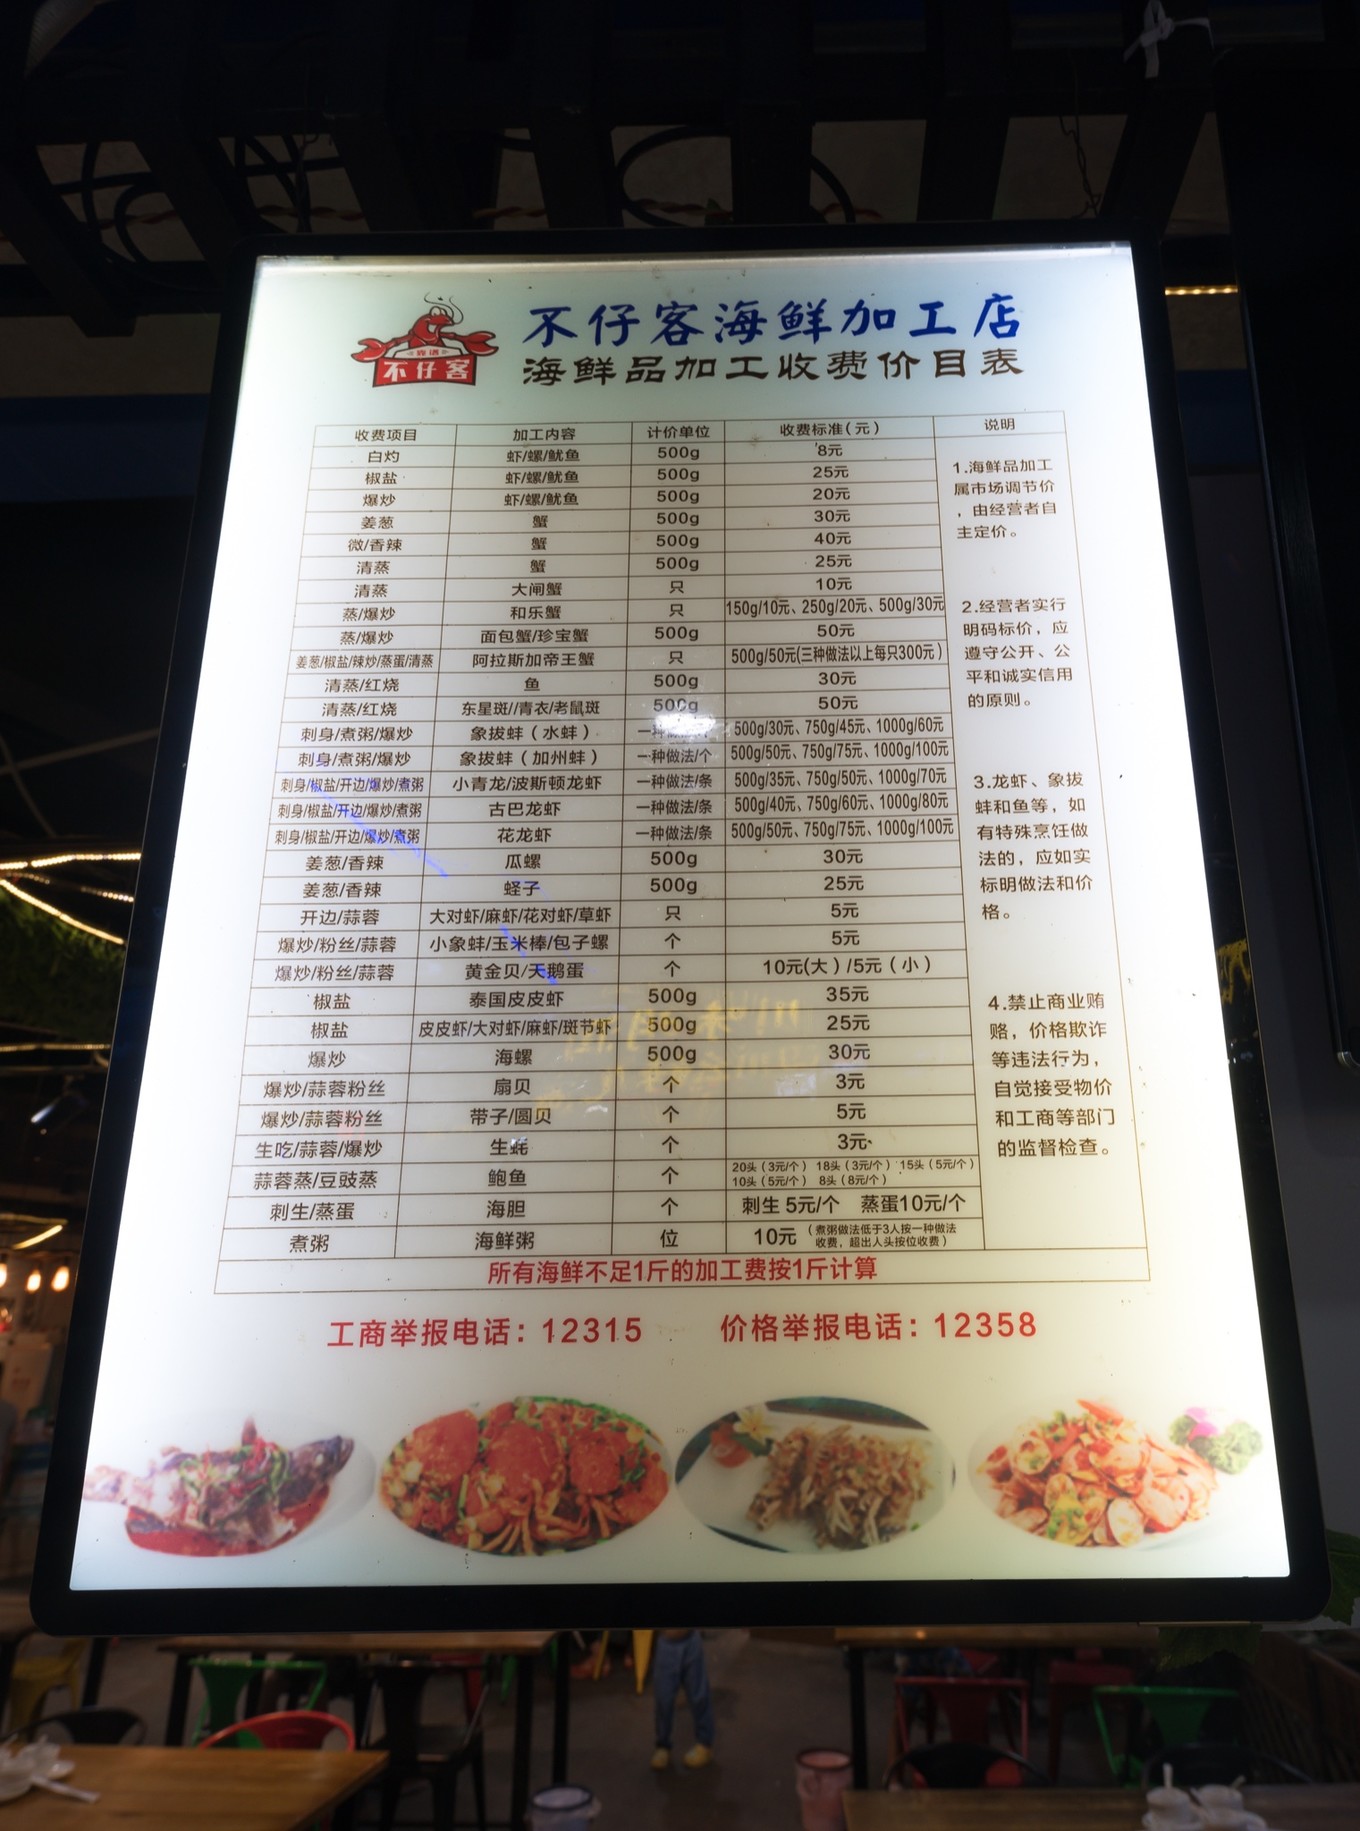 不仔客海鲜加工店
海鲜品加工收费价目表
不仔客
收费项目 加工内容 计价单位 收费标准(元) 说明
白灼 虾/螺/鱿鱼 500g 8元
椒盐 虾/螺/鱿鱼 500g 25元
爆炒 虾/螺/鱿鱼 500g 20元
姜葱 蟹 500g 30元
微/香辣 蟹 500g 40元
清蒸 蟹 500g 25元
清蒸 大闸蟹 只 10元
蒸/爆炒 和乐蟹 只 150g/10元、250g/20元、500g/30元
蒸/爆炒 面包蟹/珍宝蟹 500g 50元
姜葱/椒盐/辣炒/蒸蛋/清蒸 阿拉斯加帝王蟹 只 500g/50元(三种做法以上每只300元)
清蒸/红烧 鱼 500g 30元
清蒸/红烧 东星斑//青衣/老鼠斑 500g 50元
刺身/煮粥/爆炒 象拔蚌(水蚌) 一种 500g/30元、750g/45元、1000g/60元
刺身/煮粥/爆炒 象拔蚌(加州蚌) 一种做法/个 500g/50元、750g/75元、1000g/100元
刺身/椒盐/开边/爆炒/煮粥 小青龙/波斯顿龙虾 一种做法/条 500g/35元、750g/50元、1000g/70元
刺身/椒盐/开边/爆炒/煮粥 古巴龙虾 一种做法/条 500g/40元、750g/60元、1000g/80元
刺身/椒盐/开边/爆炒/煮粥 花龙虾 一种做法/条 500g/50元、750g/75元、1000g/100元
姜葱/香辣 瓜螺 500g 30元
姜葱/香辣 蛏子 500g 25元
开边/蒜蓉 大对虾/麻虾/花对虾/草虾 只 5元
爆炒/粉丝/蒜蓉 小象蚌/玉米棒/包子螺 个 5元
爆炒/粉丝/蒜蓉 黄金贝/天鹅蛋 个 10元(大)/5元(小)
椒盐 泰国皮皮虾 500g 35元
椒盐 皮皮虾/大对虾/麻虾/斑节虾 500g 25元
爆炒 海螺 500g 30元
爆炒/蒜蓉粉丝 扇贝 个 3元
爆炒/蒜蓉粉丝 带子/圆贝 个 5元
生吃/蒜蓉/爆炒 生蚝 个 3元
蒜蓉蒸/豆豉蒸 鲍鱼 个 20头(3元/个) 18头(3元/个) 15头(5元/个)
10头(5元/个) 8头(8元/个)
刺生/蒸蛋 海胆 个 刺生 5元/个 蒸蛋10元/个
煮粥 海鲜粥 位 10元 (煮粥做法低于3人按一种做法
收费，超出人头按位收费)
1.海鲜品加工
属市场调节价
，由经营者自
主定价。
2.经营者实行
明码标价，应
遵守公开、公
平和诚实信用
的原则。
3.龙虾、象拔
蚌和鱼等，如
有特殊烹饪做
法的，应如实
标明做法和价
格。
4.禁止商业贿
赂，价格欺诈
等违法行为，
自觉接受物价
和工商等部门
的监督检查。
所有海鲜不足1斤的加工费按1斤计算
工商举报电话：12315 价格举报电话：12358